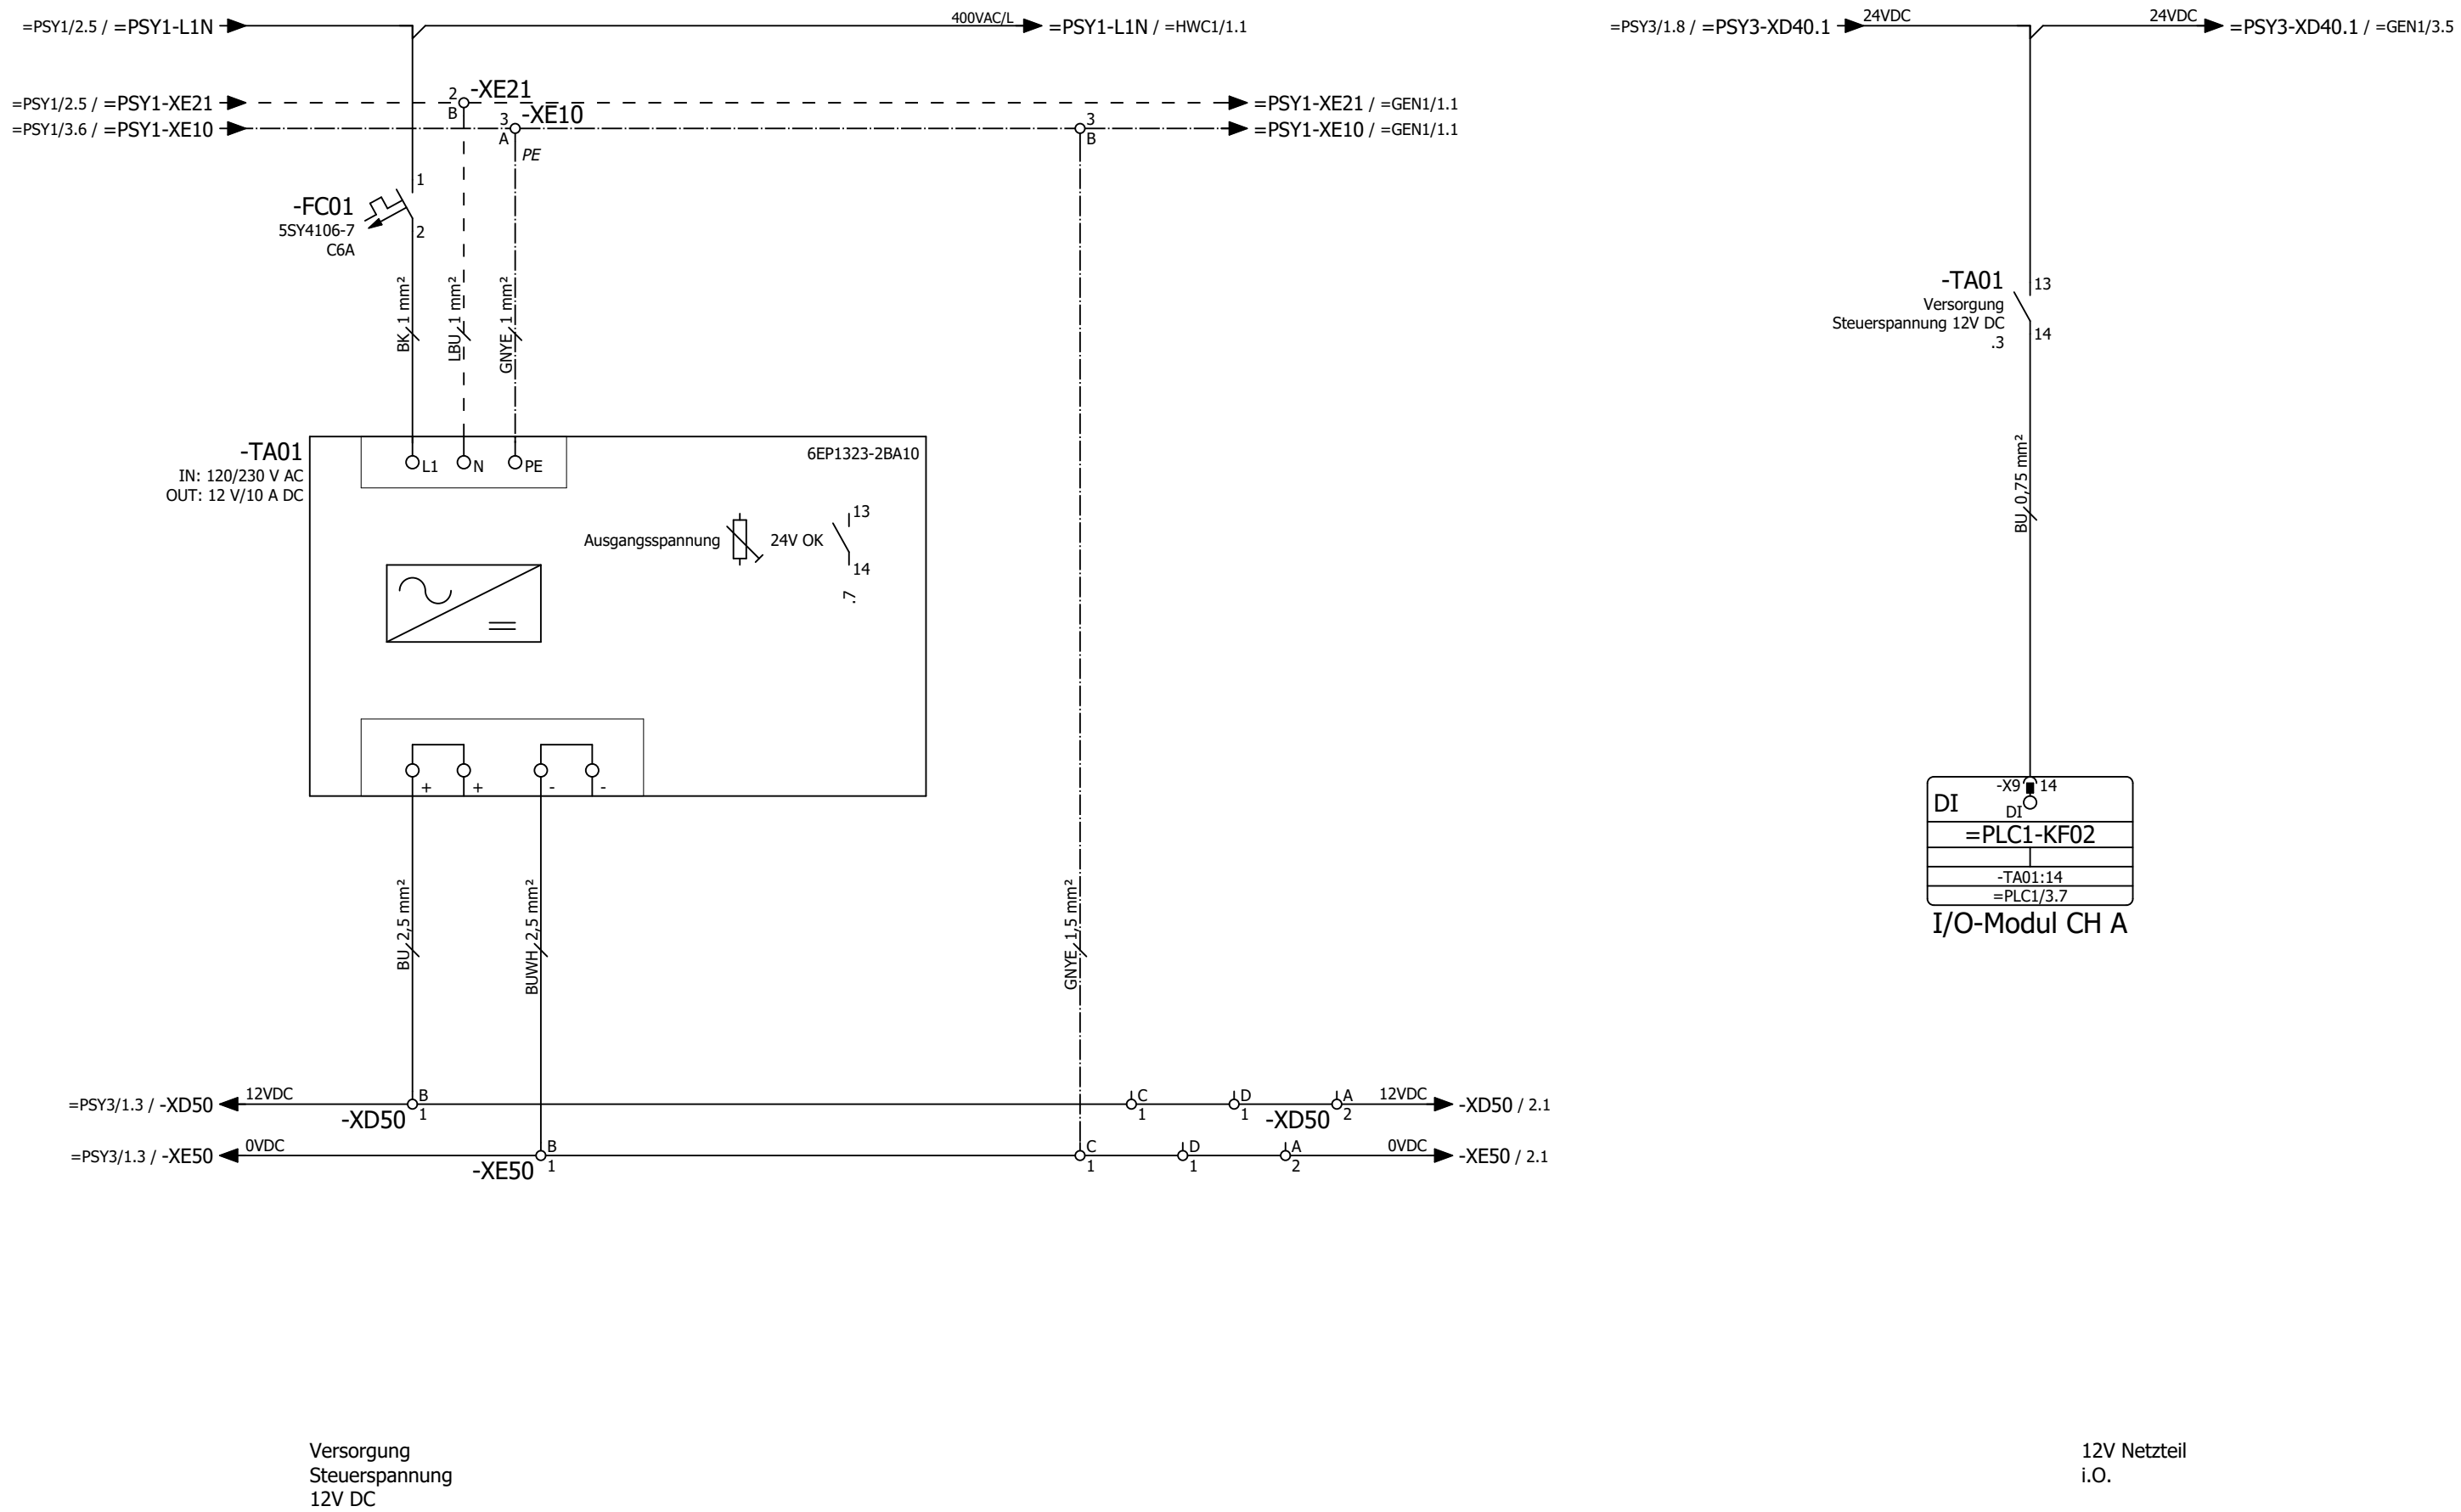 =PSY1/2.5 / =PSY1-L1N
400VAC/L
=PSY1-L1N / =HWC1/1.1
=PSY3/1.8 / =PSY3-XD40.1
24VDC
24VDC
=PSY3-XD40.1 / =GEN1/3.5
=PSY1/2.5 / =PSY1-XE21
2
B
-XE21
=PSY1-XE21 / =GEN1/1.1
=PSY1/3.6 / =PSY1-XE10
3
A
-XE10
PE
3
B
=PSY1-XE10 / =GEN1/1.1
-FC01
5SY4106-7
C6A
1
2
BK 1 mm²
LBU 1 mm²
GNYE 1 mm²
-TA01
Versorgung
Steuerspannung 12V DC
.3
13
14
BU 0,75 mm²
-TA01
IN: 120/230 V AC
OUT: 12 V/10 A DC
L1
N
PE
6EP1323-2BA10
Ausgangsspannung
24V OK
13
14
.7
+
+
-
-
DI
-X9
14
DI
=PLC1-KF02
-TA01:14
=PLC1/3.7
I/O-Modul CH A
BU 2,5 mm²
BUWH 2,5 mm²
GNYE 1,5 mm²
=PSY3/1.3 / -XD50
12VDC
-XD50
B
1
C
1
D
1
-XD50
A
2
12VDC
-XD50 / 2.1
=PSY3/1.3 / -XE50
0VDC
-XE50
B
1
C
1
D
1
A
2
0VDC
-XE50 / 2.1
Versorgung
Steuerspannung
12V DC
12V Netzteil
i.O.